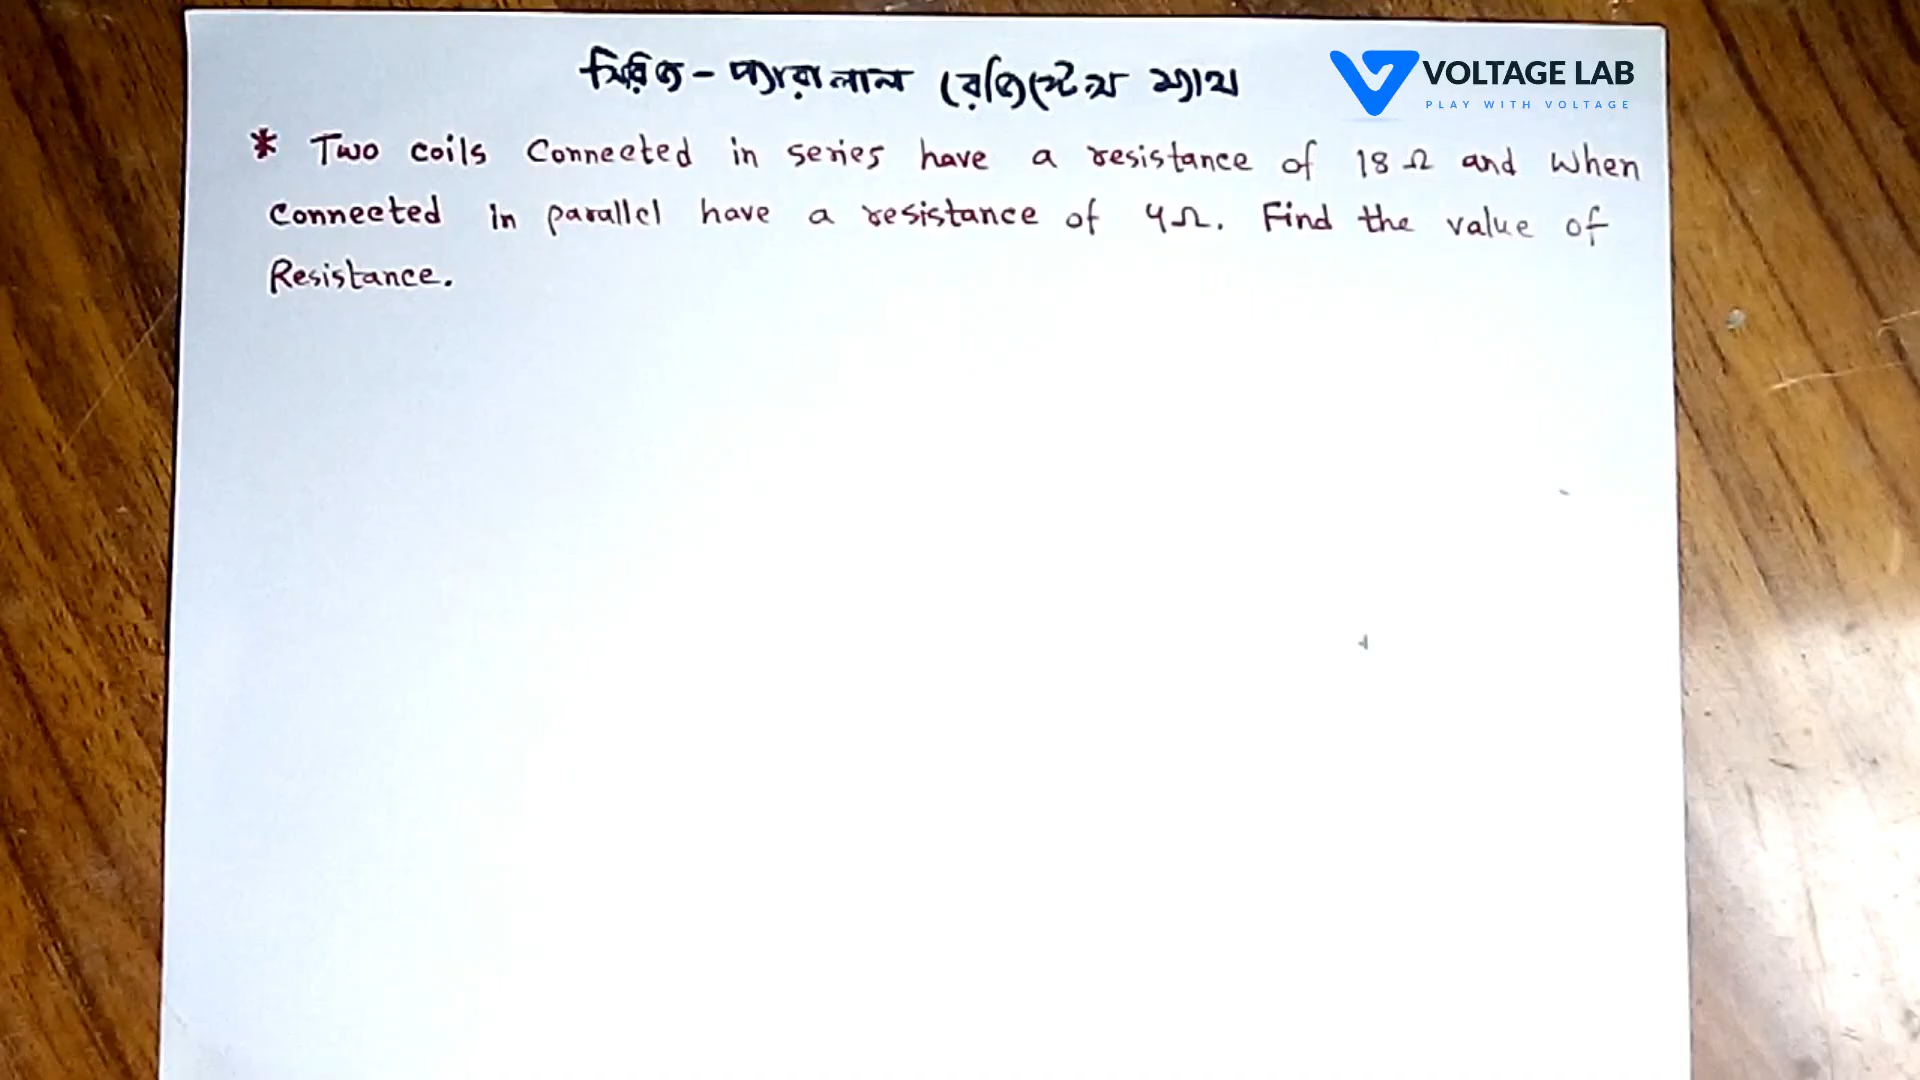 সিরিজ - প্যারালাল রেজিস্টেন্স ম্যাথ
VOLTAGE LAB
PLAY WITH VOLTAGE
* Two coils Connected in series have a resistance of 18 Ω and when
Connected in parallel have a resistance of 4Ω. Find the value of
Resistance.